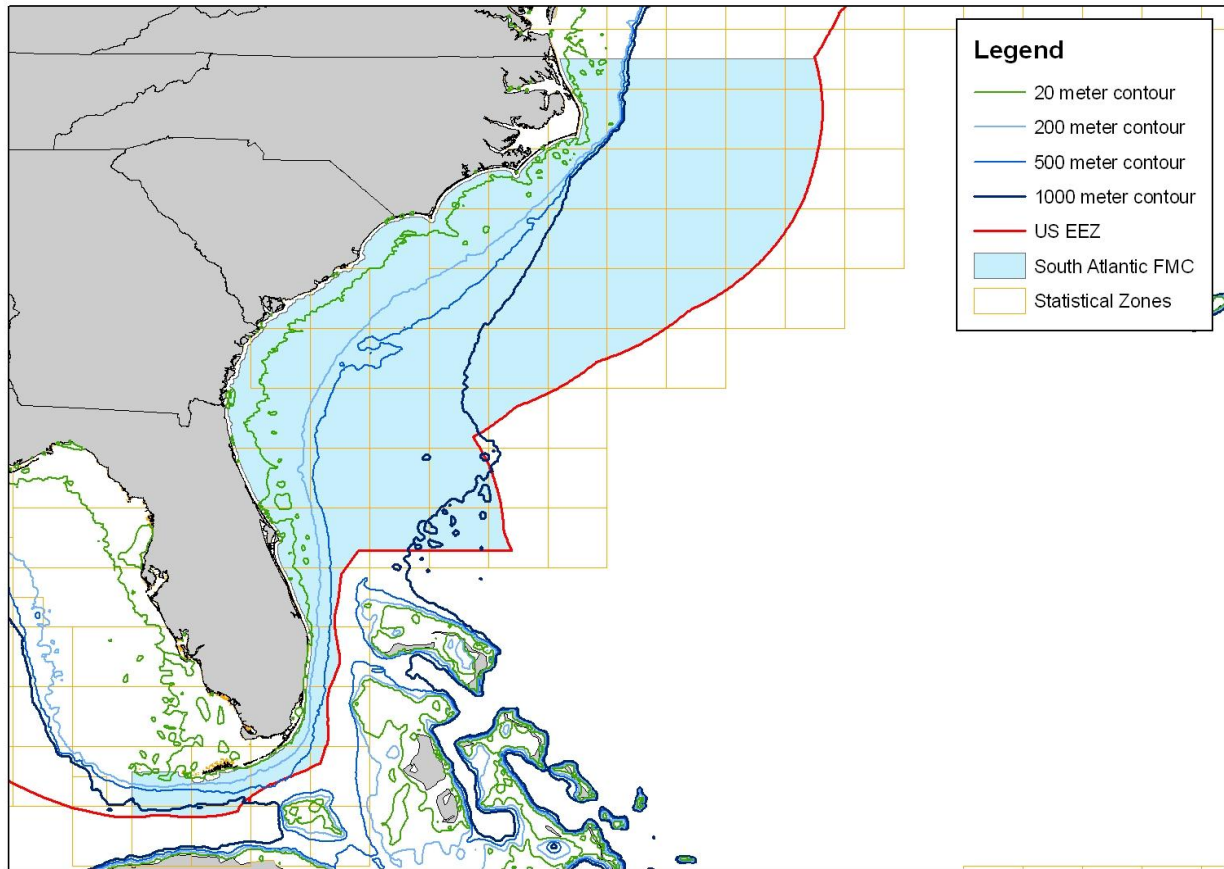 Legend
20 meter contour
200 meter contour
500 meter contour
1000 meter contour
US EEZ
South Atlantic FMC
Statistical Zones